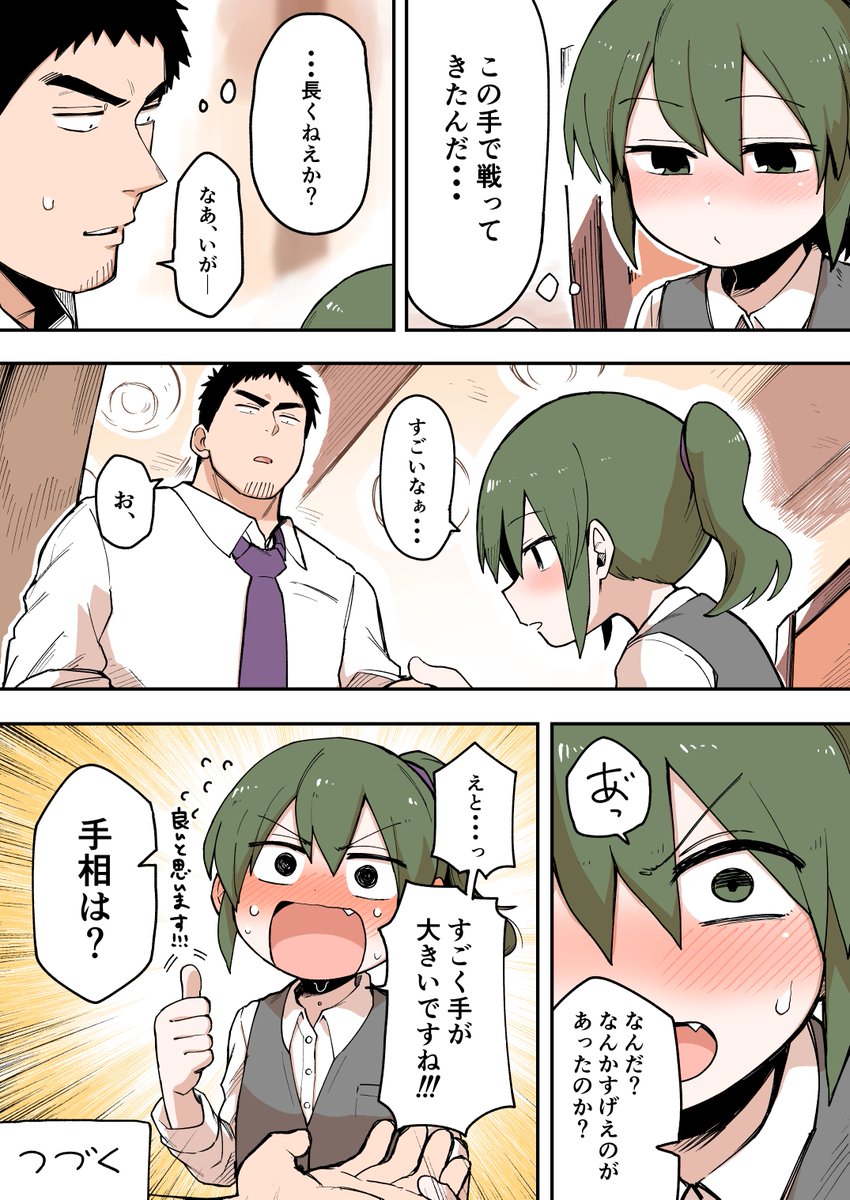 この手で戦って
きたんだ・・・
・・・長くねえか?
なあ、いが―
すごいなぁ・・・
お、
あ゛っ
なんだ?
なんかすげえのが
あったのか?
えと・・・っ
すごく手が
大きいですね!!!
良いと思います!!!
手相は?
つづく